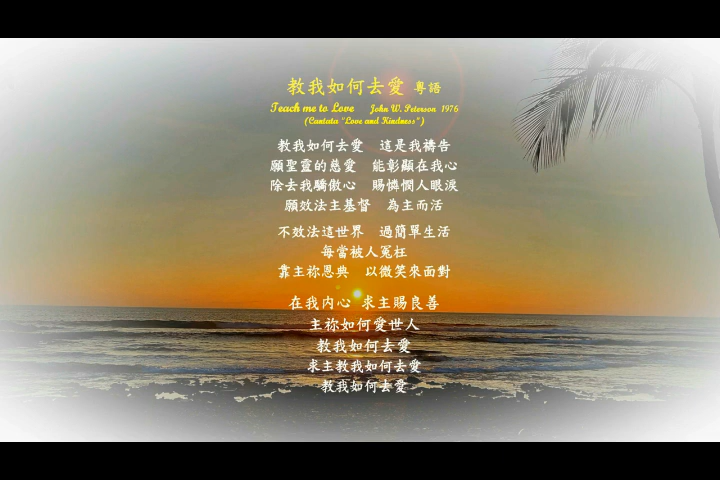 教我如何去愛 粵語
Teach me to Love John W. Peterson 1976
(Cantata "Love and Kindness")
教我如何去愛 這是我禱告
願聖靈的慈愛 能彰顯在我心
除去我驕傲心 賜憐憫人眼淚
願效法主基督 為主而活
不效法這世界 過簡單生活
每當被人冤枉
靠主祢恩典 以微笑來面對
在我內心 求主賜良善
主祢如何愛世人
教我如何去愛
求主教我如何去愛
教我如何去愛